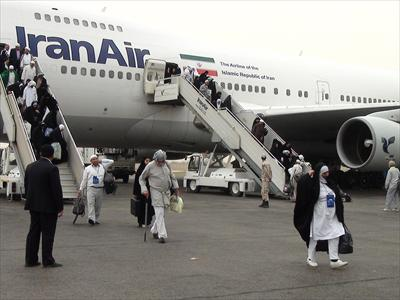 IranAir
The Airline of the
Islamic Republic of Iran